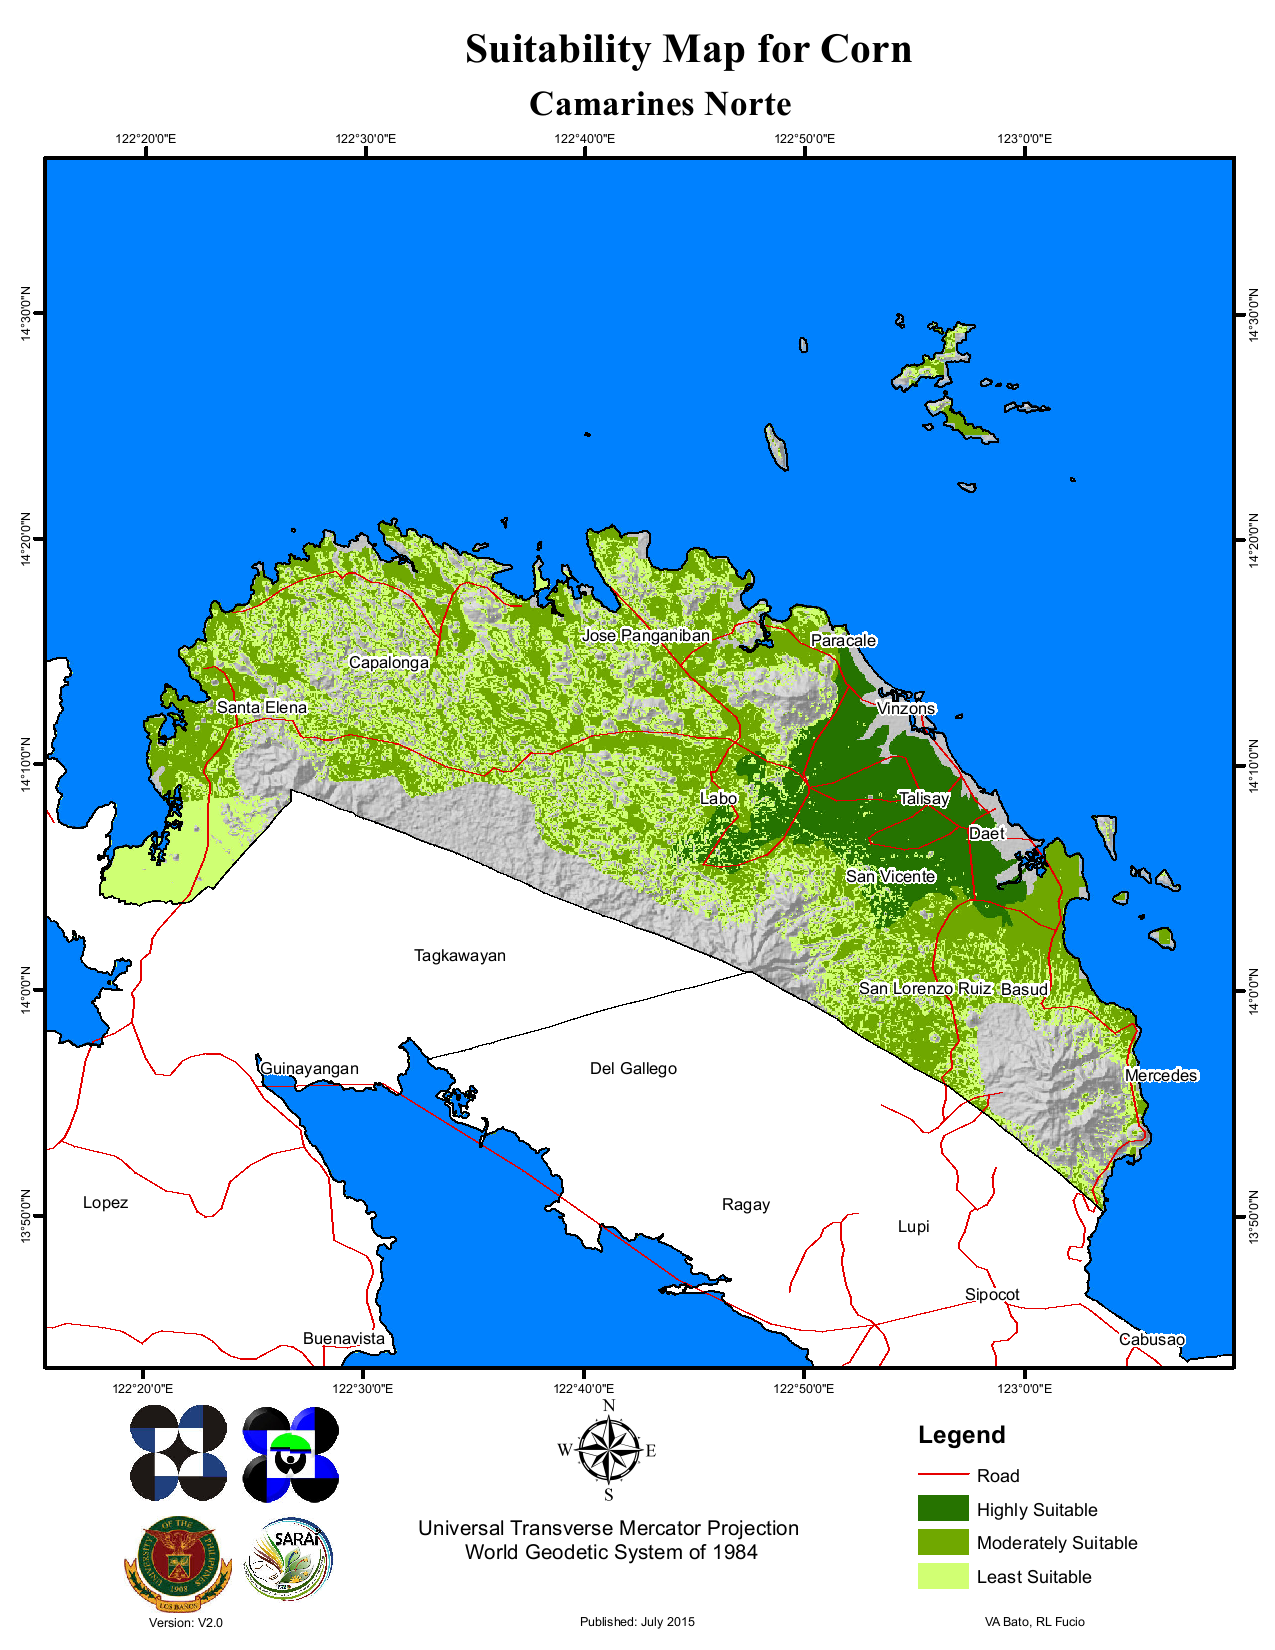 Suitability Map for Corn
Camarines Norte
122°20'0"E 122°30'0"E 122°40'0"E 122°50'0"E 123°0'0"E
14°30'0"N 14°30'0"N
14°20'0"N 14°20'0"N
Jose Panganiban Paracale
Capalonga
Santa Elena Vinzons
14°10'0"N 14°10'0"N
Labo Talisay
Daet
San Vicente
Tagkawayan
14°0'0"N San Lorenzo Ruiz Basud 14°0'0"N
Guinayangan Del Gallego Mercedes
Lopez Ragay
13°50'0"N Lupi 13°50'0"N
Sipocot
Buenavista Cabusao
122°20'0"E 122°30'0"E 122°40'0"E 122°50'0"E 123°0'0"E
N
W E
S
Legend
Road
Highly Suitable
Moderately Suitable
Least Suitable
Universal Transverse Mercator Projection
World Geodetic System of 1984
UNIVERSITY OF THE PHILIPPINES
1908
LOS BAÑOS
SARAi
Version: V2.0 Published: July 2015 VA Bato, RL Fucio